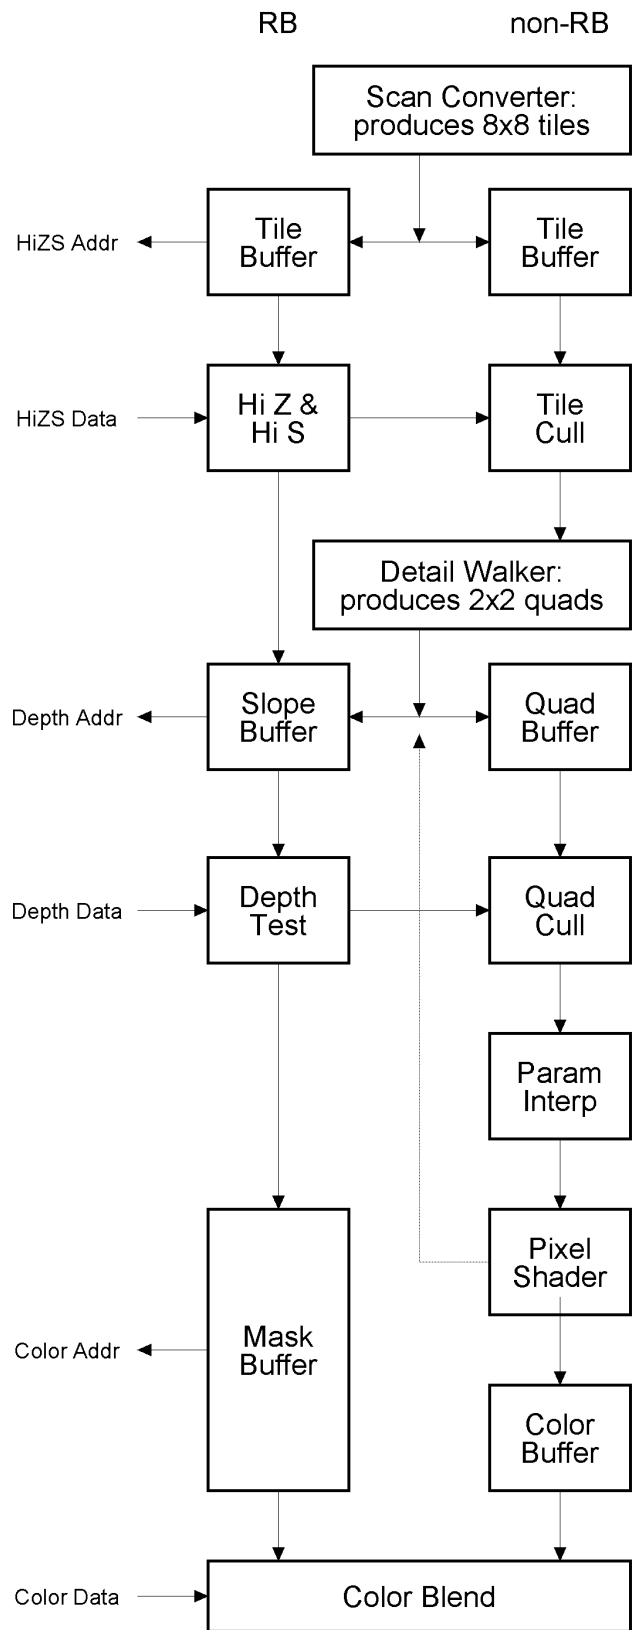 RB
non-RB
Scan Converter:
produces 8x8 tiles
HiZS Addr
Tile
Buffer
Tile
Buffer
HiZS Data
Hi Z &
Hi S
Tile
Cull
Detail Walker:
produces 2x2 quads
Depth Addr
Slope
Buffer
Quad
Buffer
Depth Data
Depth
Test
Quad
Cull
Param
Interp
Pixel
Shader
Color Addr
Mask
Buffer
Color
Buffer
Color Data
Color Blend